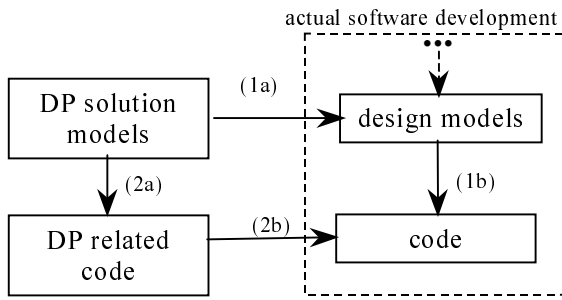 actual software development
•••
(1a)
DP solution
models
design models
(2a)
(1b)
DP related
code
(2b)
code